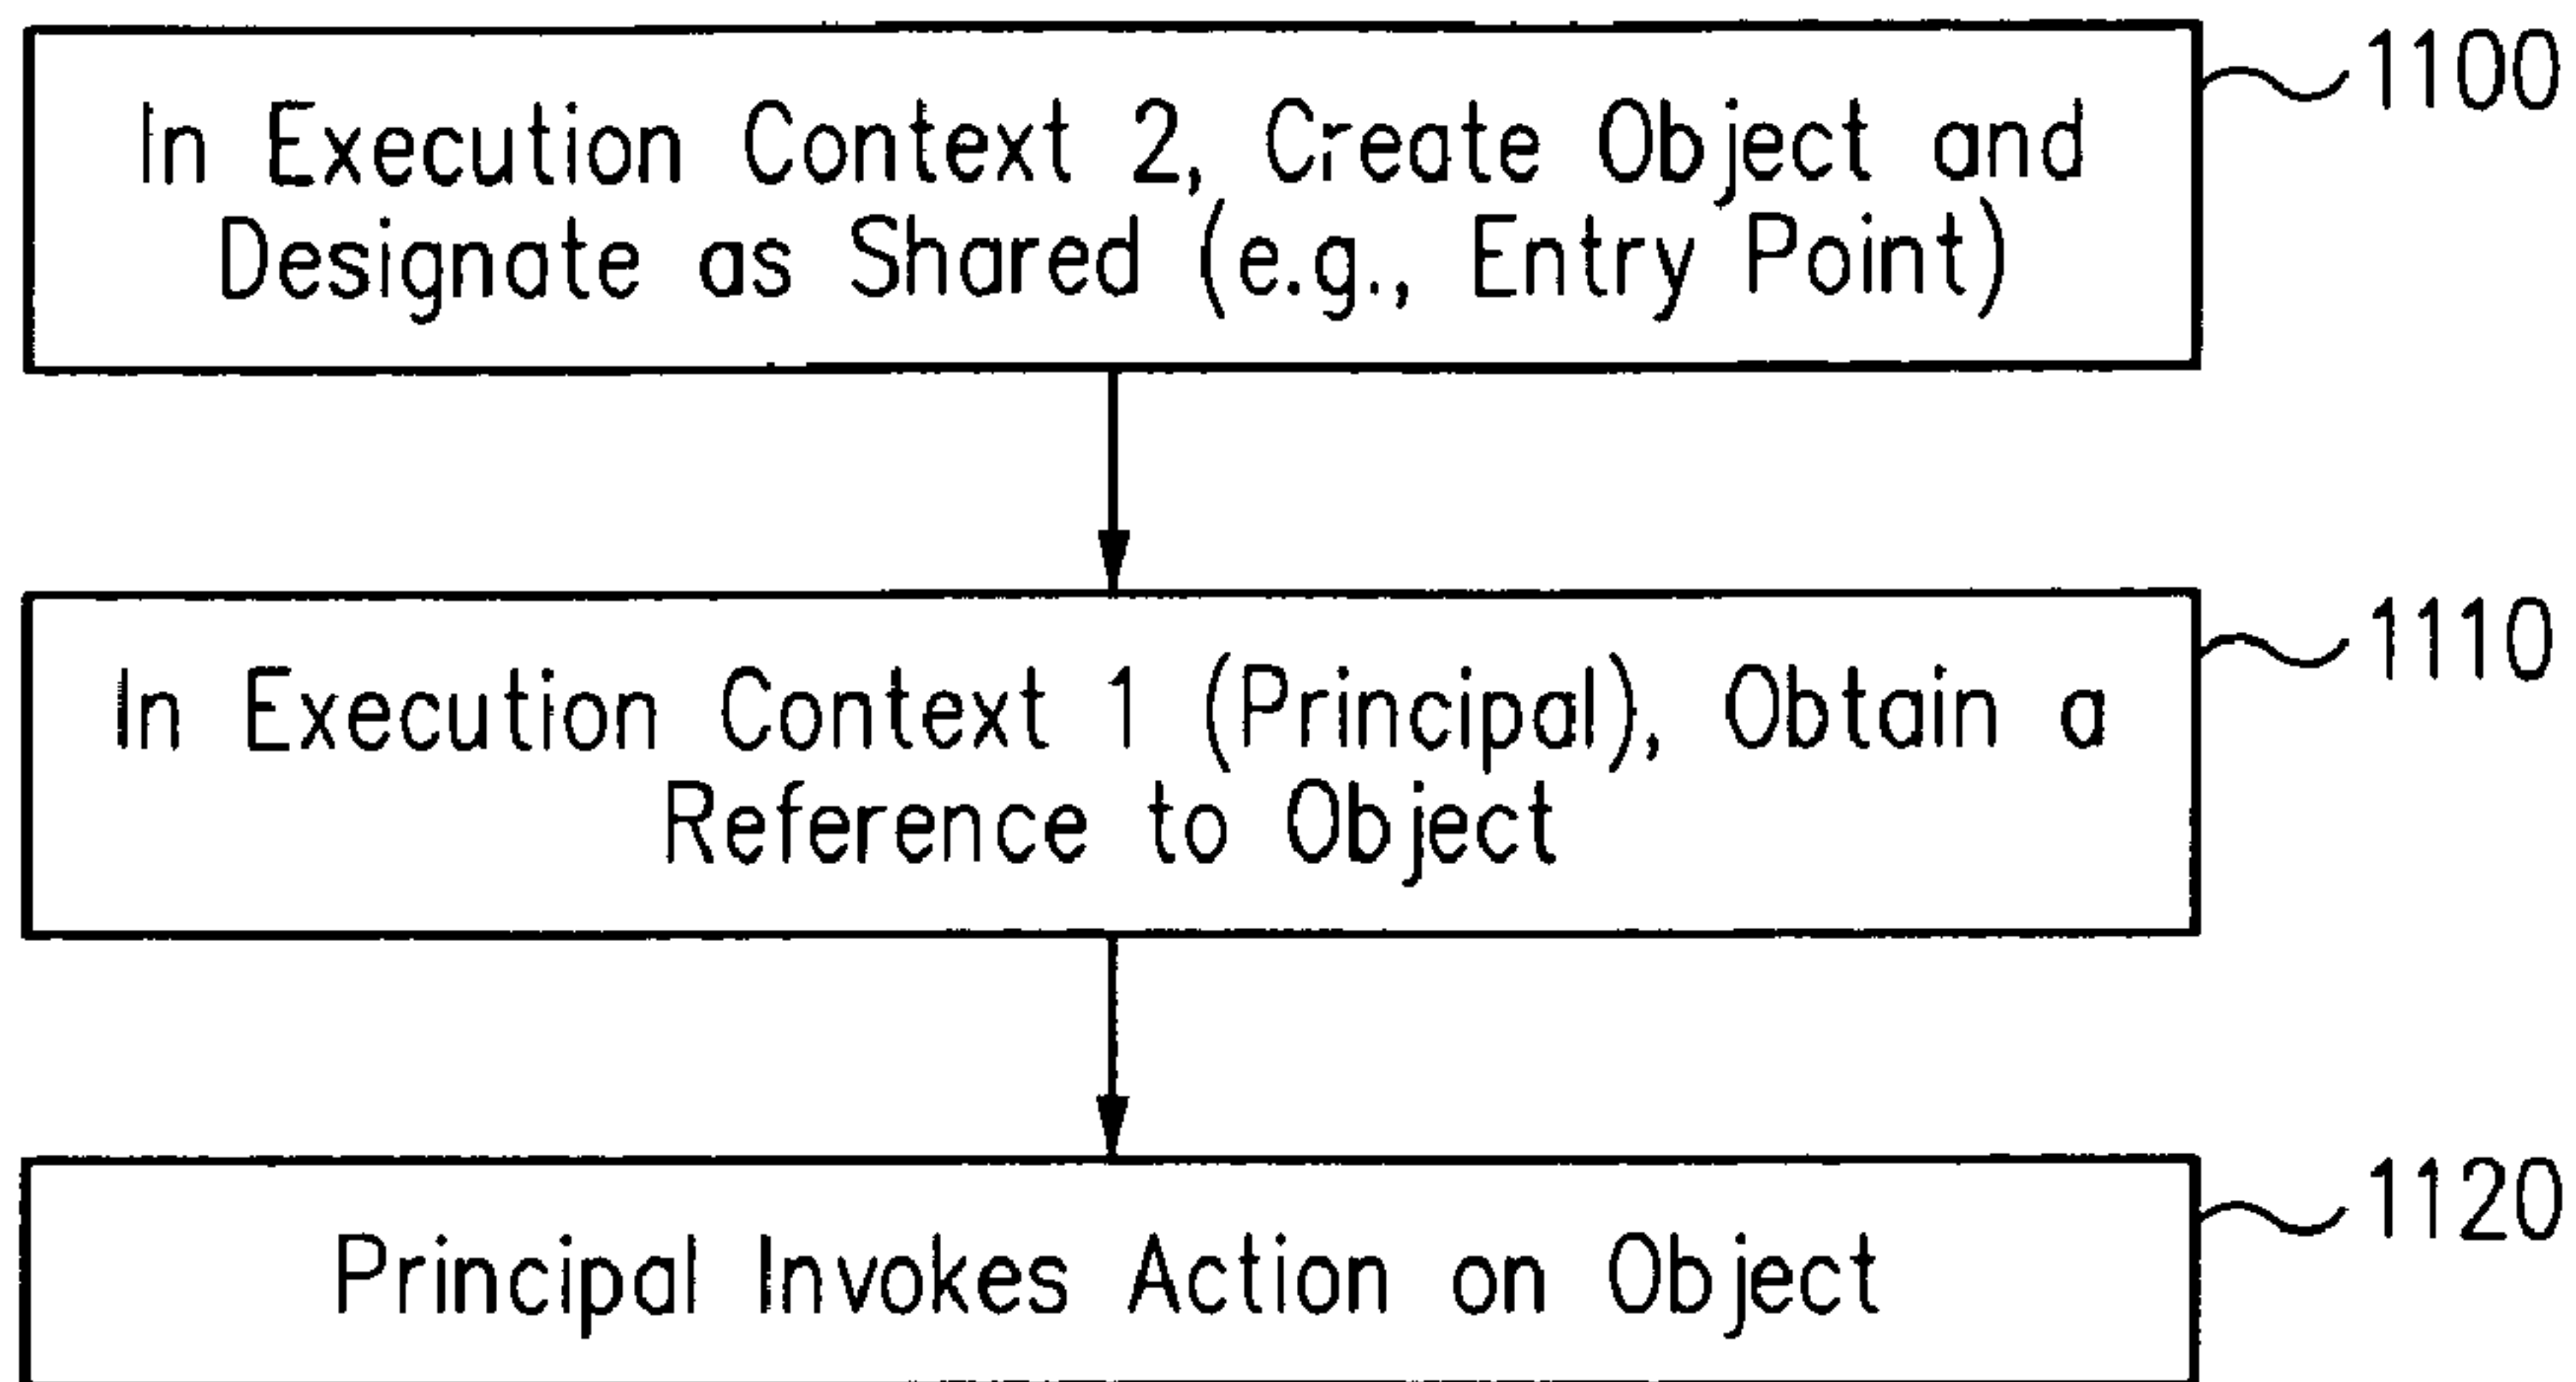 In Execution Context 2, Create Object and
Designate as Shared (e.g., Entry Point)
1100
In Execution Context 1 (Principal), Obtain a
Reference to Object
1110
Principal Invokes Action on Object
1120